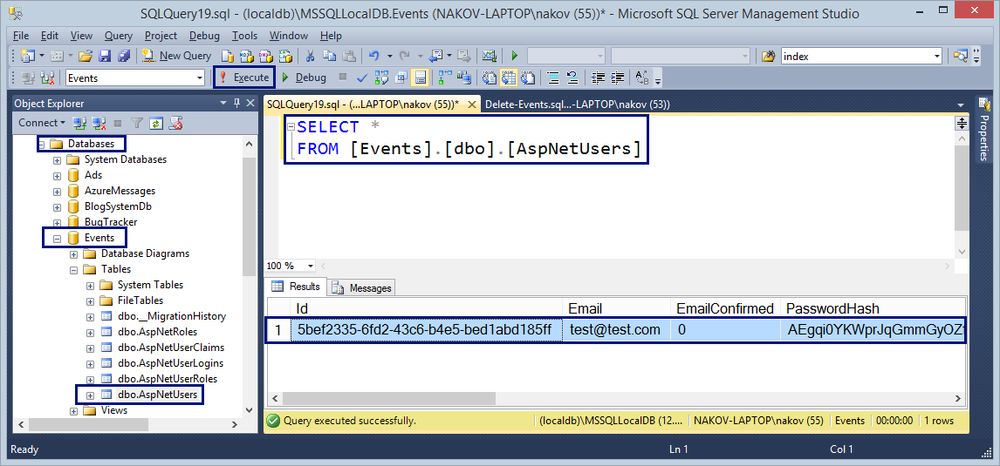 SQLQuery19.sql - (localdb)\MSSQLLocalDB.Events (NAKOV-LAPTOP\nakov (55))* - Microsoft SQL Server Management Studio
File Edit View Query Project Debug Tools Window Help
New Query index
Events Execute Debug
Object Explorer
Connect
Databases
System Databases
Ads
AzureMessages
BlogSystemDb
BugTracker
Events
Database Diagrams
Tables
System Tables
FileTables
dbo.__MigrationHistory
dbo.AspNetRoles
dbo.AspNetUserClaims
dbo.AspNetUserLogins
dbo.AspNetUserRoles
dbo.AspNetUsers
Views
SQLQuery19.sql - (...LAPTOP\nakov (55))* Delete-Events.sql...-LAPTOP\nakov (53))
SELECT *
FROM [Events].[dbo].[AspNetUsers]
100 %
Results Messages
Id Email EmailConfirmed PasswordHash
1 5bef2335-6fd2-43c6-b4e5-bed1abd185ff test@test.com 0 AEgqi0YKWprJqGmmGyOZ
Query executed successfully. (localdb)\MSSQLLocalDB (12.... NAKOV-LAPTOP\nakov (55) Events 00:00:00 1 rows
Properties
Ready Ln 1 Col 1